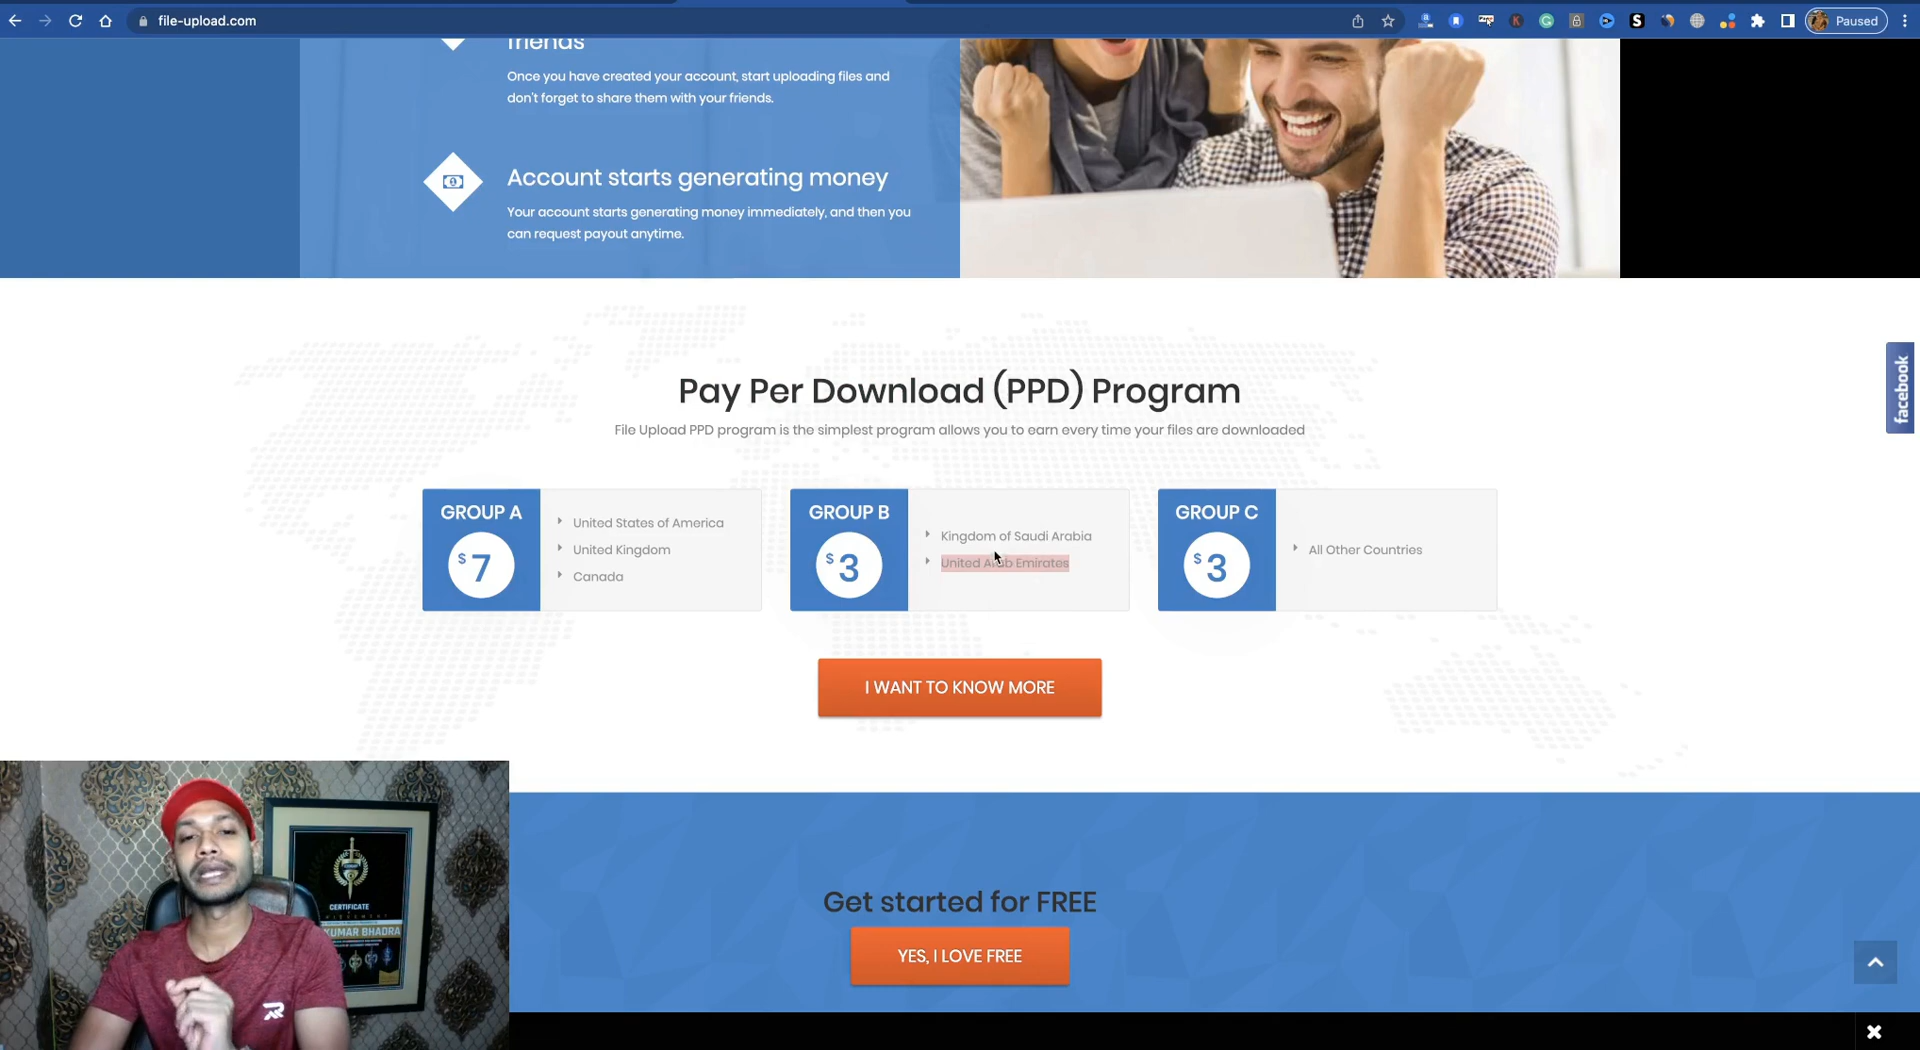 file-upload.com
Paused
friends
Once you have created your account, start uploading files and
don't forget to share them with your friends.
Account starts generating money
Your account starts generating money immediately, and then you
can request payout anytime.
facebook
Pay Per Download (PPD) Program
File Upload PPD program is the simplest program allows you to earn every time your files are downloaded
GROUP A
$7
United States of America
United Kingdom
Canada
GROUP B
$3
Kingdom of Saudi Arabia
United Arab Emirates
GROUP C
$3
All Other Countries
I WANT TO KNOW MORE
Get started for FREE
YES, I LOVE FREE
CERTIFICATE
KUMAR BHADRA